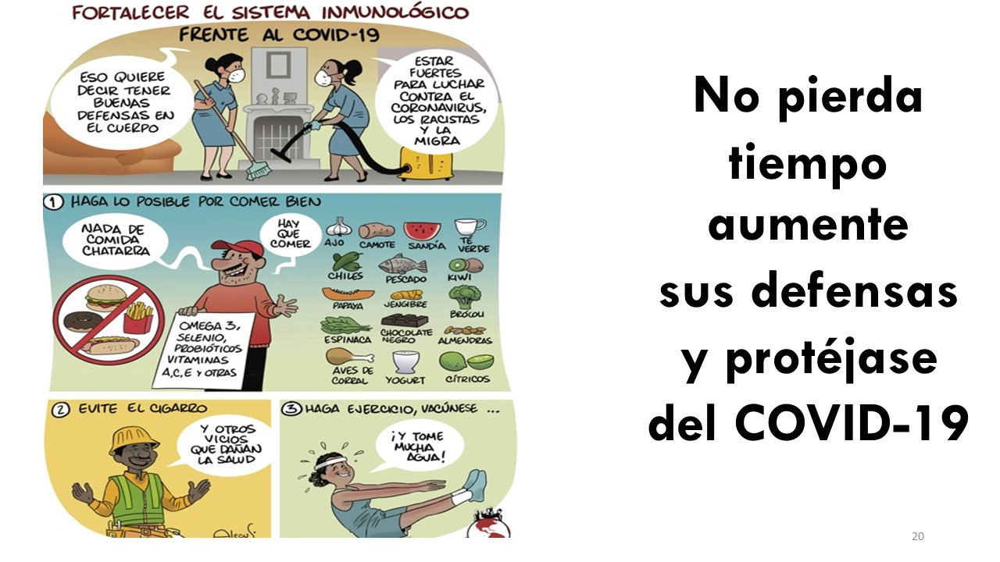 FORTALECER EL SISTEMA INMUNOLÓGICO
FRENTE AL COVID-19
ESO QUIERE
DECIR TENER
BUENAS
DEFENSAS EN
EL CUERPO
ESTAR
FUERTES
PARA LUCHAR
CONTRA EL
CORONAVIRUS,
LOS RACISTAS
Y LA
MIGRA
1 HAGA LO POSIBLE POR COMER BIEN
NADA DE
COMIDA
CHATARRA
HAY
QUE
COMER
OMEGA 3,
SELENIO,
PROBIÓTICOS
VITAMINAS
A,C,E Y OTRAS
AJO
CAMOTE
SANDÍA
TÉ
VERDE
CHILES
PESCADO
KIWI
PAPAYA
JENGIBRE
BRÓCOLI
ESPINACA
CHOCOLATE
NEGRO
ALMENDRAS
AVES DE
CORRAL
YOGURT
CÍTRICOS
2 EVITE EL CIGARRO
Y OTROS
VICIOS
QUE DAÑAN
LA SALUD
3 HAGA EJERCICIO, VACÚNESE ...
¡Y TOME
MUCHA
AGUA!
No pierda
tiempo
aumente
sus defensas
y protéjase
del COVID-19
20